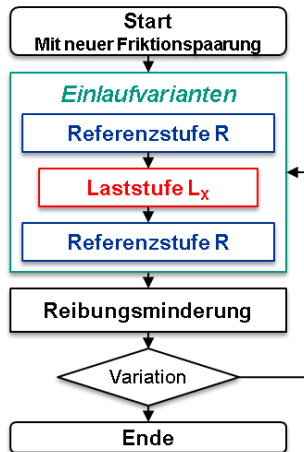 Start
Mit neuer Friktionspaarung
Einlaufvarianten
Referenzstufe R
Laststufe Lx
Referenzstufe R
Reibungsminderung
Variation
Ende